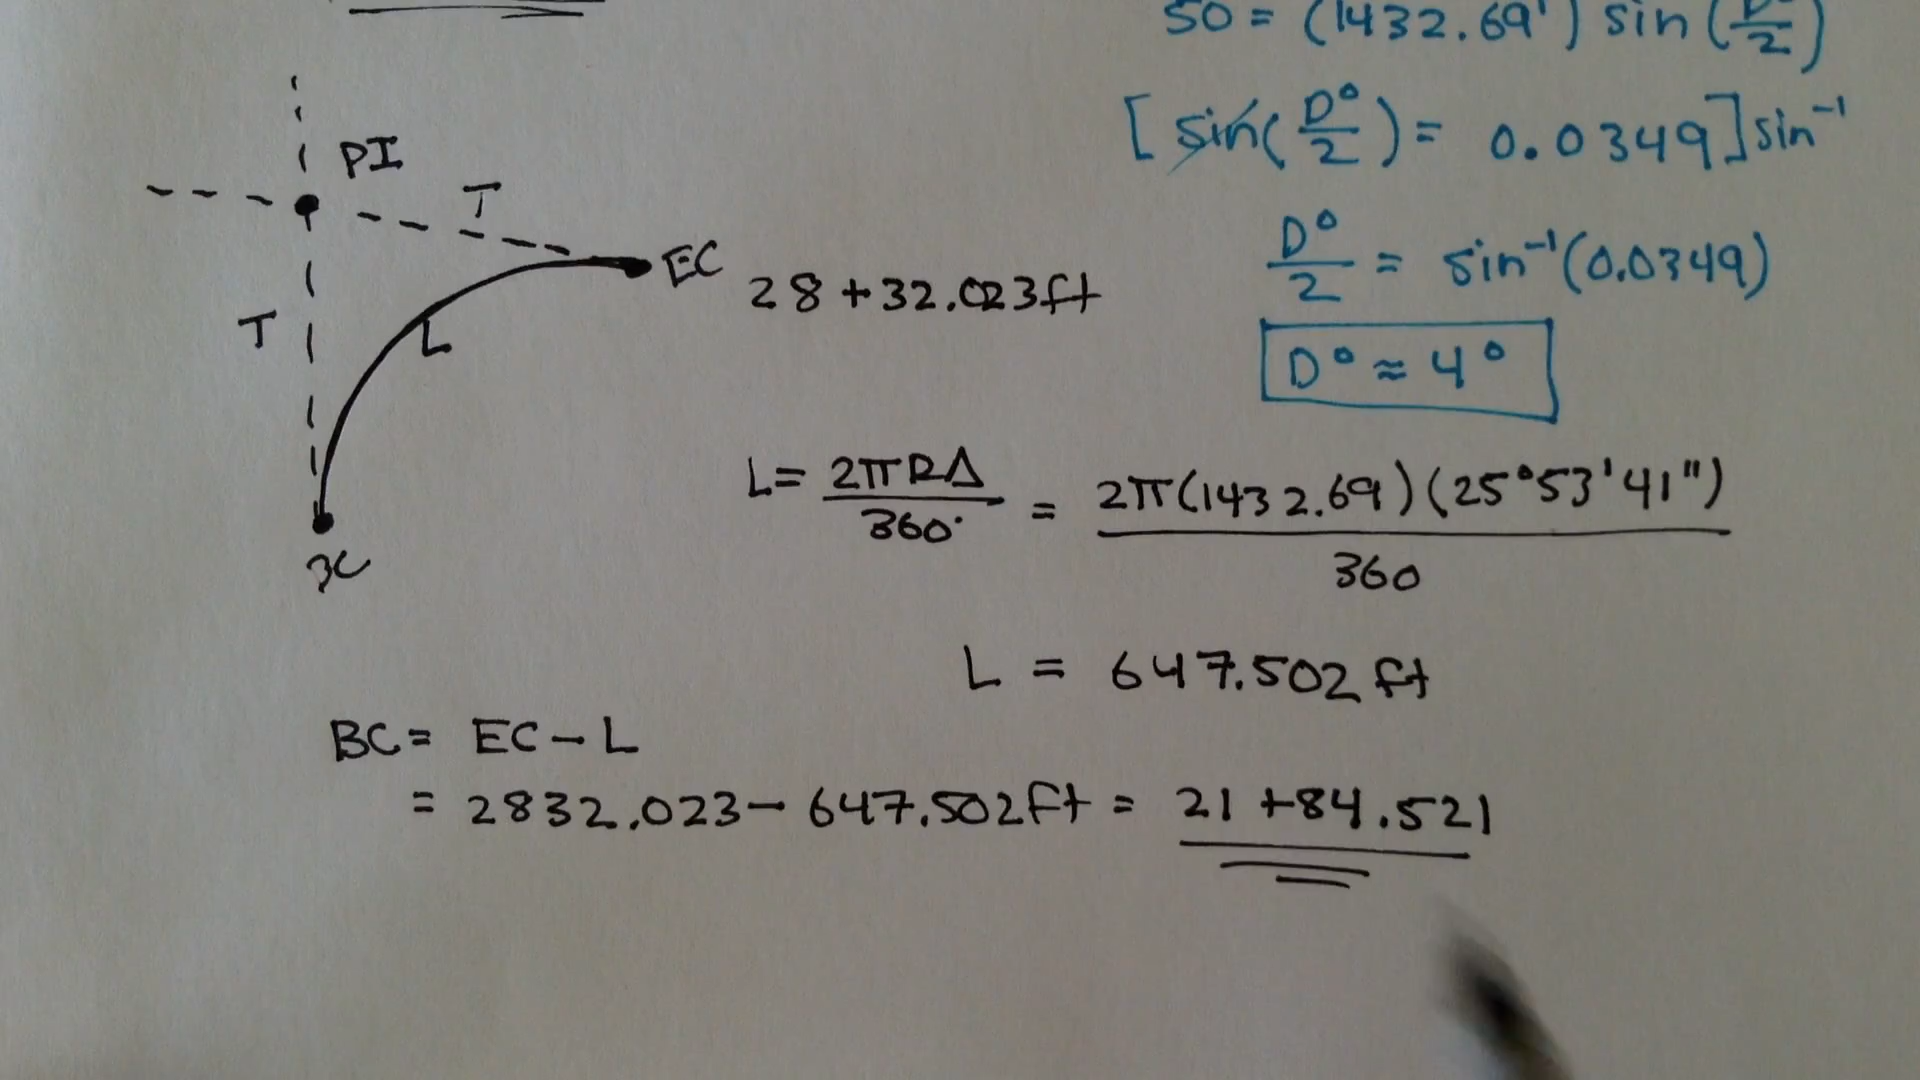 50 = (1432.69') sin (D°/2)
[sin(D°/2) = 0.0349] sin⁻¹
D°/2 = sin⁻¹(0.0349)
D° ≈ 4°
PI
T
EC
28+32.023ft
T
L
BC
L = 2πRΔ/360° = 2π(1432.69)(25°53'41")/360
L = 647.502 ft
BC = EC - L
= 2832.023 - 647.502ft = 21+84.521